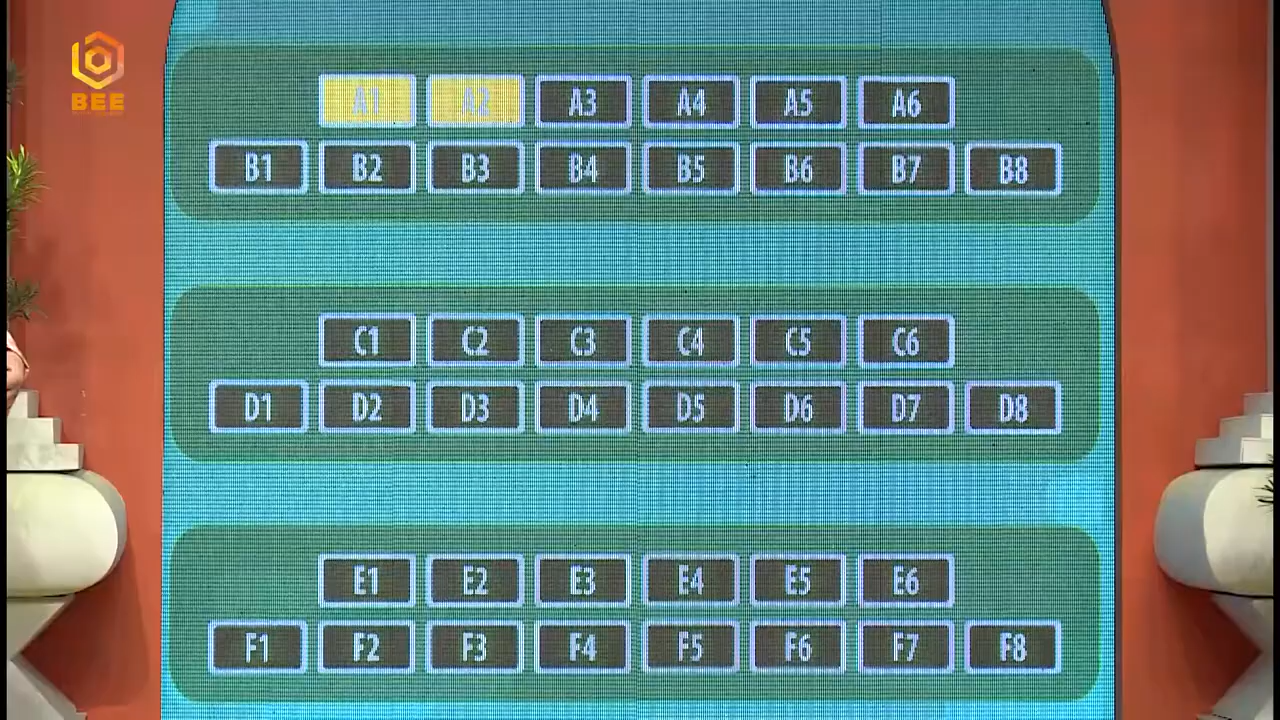 BEE
A1 A2 A3 A4 A5 A6
B1 B2 B3 B4 B5 B6 B7 B8
C1 C2 C3 C4 C5 C6
D1 D2 D3 D4 D5 D6 D7 D8
E1 E2 E3 E4 E5 E6
F1 F2 F3 F4 F5 F6 F7 F8